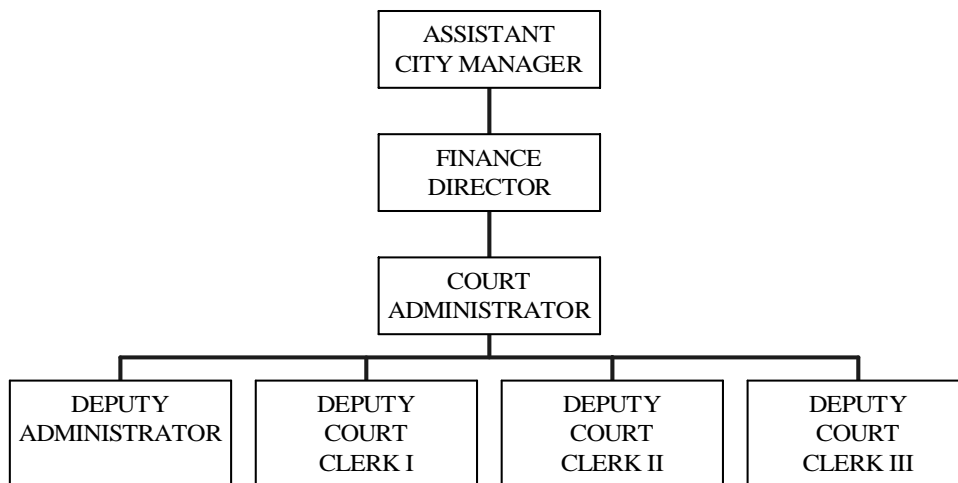 ASSISTANT
CITY MANAGER
FINANCE
DIRECTOR
COURT
ADMINISTRATOR
DEPUTY
ADMINISTRATOR
DEPUTY
COURT
CLERK I
DEPUTY
COURT
CLERK II
DEPUTY
COURT
CLERK III